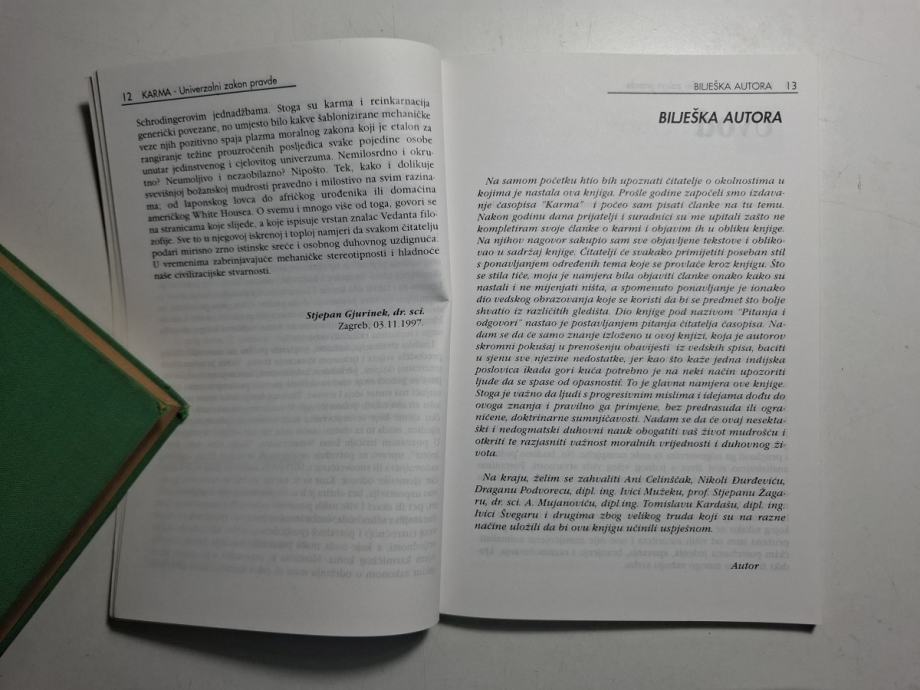 12 KARMA - Univerzalni zakon pravde
Schrodingerovim jednadžbama. Stoga su karma i reinkarnacija
generički povezane, no umjesto bilo kakve šablonizirane mehaničke
veze njih pozitivno spaja plazma moralnog zakona koji je etalon za
rangiranje težine prouzročenih posljedica svake pojedine osobe
unutar jedinstvenog i cjelovitog univerzuma. Nemilosrdno i okru-
tno? Neumoljivo i nezaobilazno? Nipošto. Tek, kako i dolikuje
svevišnjoj božanskoj mudrosti pravedno i milostivo na svim razina-
ma; od laponskog lovca do afričkog urođenika ili domaćina
američkog White Housea. O svemu i mnogo više od toga, govori se
na stranicama koje slijede, a koje ispisuje vrstan znalac Vedanta filo-
zofije. Sve to u njegovoj iskrenoj i toploj namjeri da svakom čitatelju
podari mirisno zrno istinske sreće i osobnog duhovnog uzdignuća.
U vremenima zabrinjavajuće mehaničke stereotipnosti i hladnoće
naše civilizacijske stvarnosti.
Stjepan Gjurinek, dr. sci.
Zagreb, 03.11.1997.
BILJEŠKA AUTORA 13
BILJEŠKA AUTORA
Na samom početku htio bih upoznati čitatelje o okolnostima u
kojima je nastala ova knjiga. Prošle godine započeli smo izdava-
nje časopisa "Karma" i počeo sam pisati članke na tu temu.
Nakon godinu dana prijatelji i suradnici su me upitali zašto ne
kompletiram svoje članke o karmi i objavim ih u obliku knjige.
Na njihov nagovor sakupio sam sve objavljene tekstove i obliko-
vao u sadržaj knjige. Čitatelji će svakako primijetiti poseban stil
s ponavljanjem određenih tema koje se provlače kroz knjigu. Što
se stila tiče, moja je namjera bila objaviti članke onako kako su
nastali i ne mijenjati ništa, a spomenuto ponavljanje je ionako
dio vedskog obrazovanja koje se koristi da bi se predmet što bolje
shvatio iz različitih gledišta. Dio knjige pod nazivom "Pitanja i
odgovori" nastao je postavljanjem pitanja čitatelja časopisa. Na-
dam se da će samo znanje izloženo u ovoj knjizi, koja je autorov
skromni pokušaj u prenošenju obavijesti iz vedskih spisa, baciti
u sjenu sve njezine nedostatke, jer kao što kaže jedna indijska
poslovica ikada gori kuća potrebno je na neki način upozoriti
ljude da se spase od opasnosti. To je glavna namjera ove knjige.
Stoga je važno da ljudi s progresivnim mislima i idejama dođu do
ovoga znanja i pravilno ga primjene, bez predrasuda ili ogra-
ničene, doktrinarne sumnjičavosti. Nadam se da će ovaj nesekta-
ški i nedogmatski duhovni nauk obogatiti vaš život mudrošću i
otkriti te razjasniti važnost moralnih vrijednosti i duhovnog ži-
vota.
Na kraju, želim se zahvaliti Ani Celinščak, Nikoli Đurđeviću,
Draganu Podvorecu, dipl. ing. Ivici Mužeku, prof. Stjepanu Žaga-
ru, dr. sci. A. Mujanoviću, dipl ing. Tomislavu Kardašu, dipl. ing.
Ivici Švegaru i drugima zbog velikog truda koji su na razne
načine uložili da bi ovu knjigu učinili uspješnom.
Autor